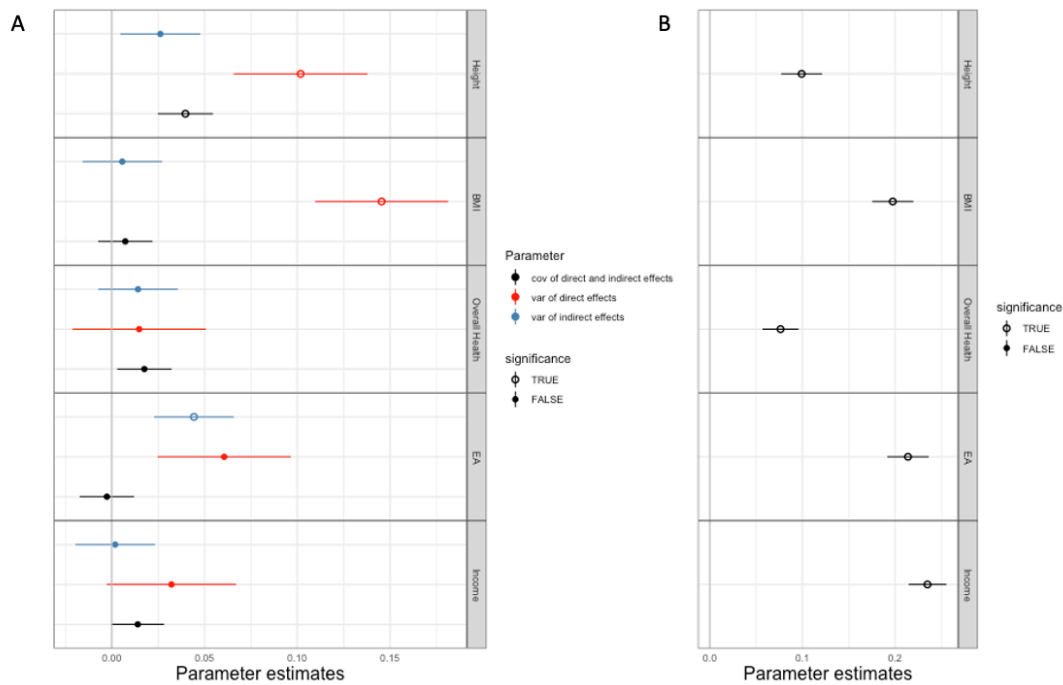 A
B
Height
BMI
Overall Health
EA
Income
0.00
0.05
0.10
0.15
Parameter estimates
Parameter
cov of direct and indirect effects
var of direct effects
var of indirect effects
significance
TRUE
FALSE
Height
BMI
Overall Health
EA
Income
0.0
0.1
0.2
Parameter estimates
significance
TRUE
FALSE